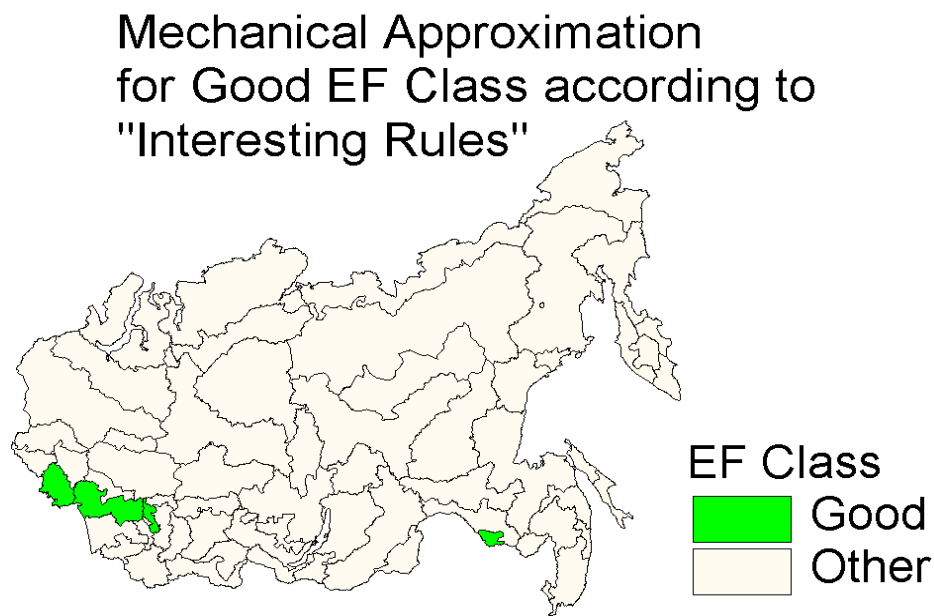 Mechanical Approximation
for Good EF Class according to
"Interesting Rules"
EF Class
Good
Other